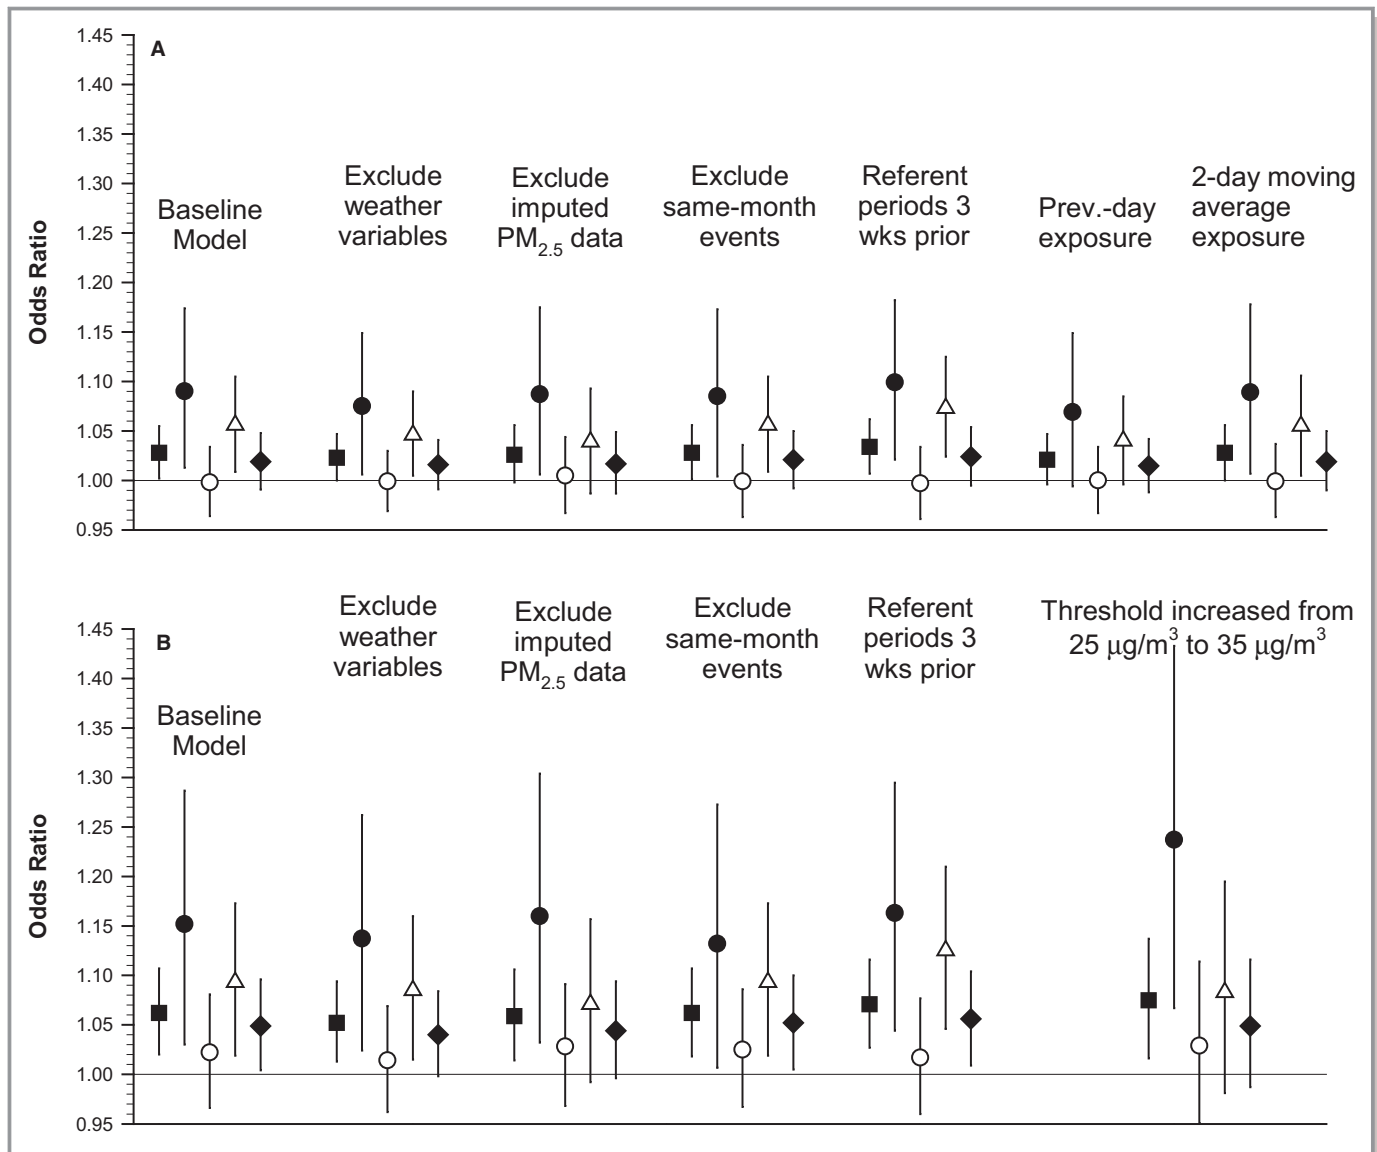 A
1.45
1.40
1.35
1.30
1.25
1.20
1.15
1.10
1.05
1.00
0.95
Odds Ratio
Baseline
Model
Exclude
weather
variables
Exclude
imputed
PM2.5 data
Exclude
same-month
events
Referent
periods 3
wks prior
Prev.-day
exposure
2-day moving
average
exposure
B
1.45
1.40
1.35
1.30
1.25
1.20
1.15
1.10
1.05
1.00
0.95
Odds Ratio
Baseline
Model
Exclude
weather
variables
Exclude
imputed
PM2.5 data
Exclude
same-month
events
Referent
periods 3
wks prior
Threshold increased from
25 µg/m3 to 35 µg/m3